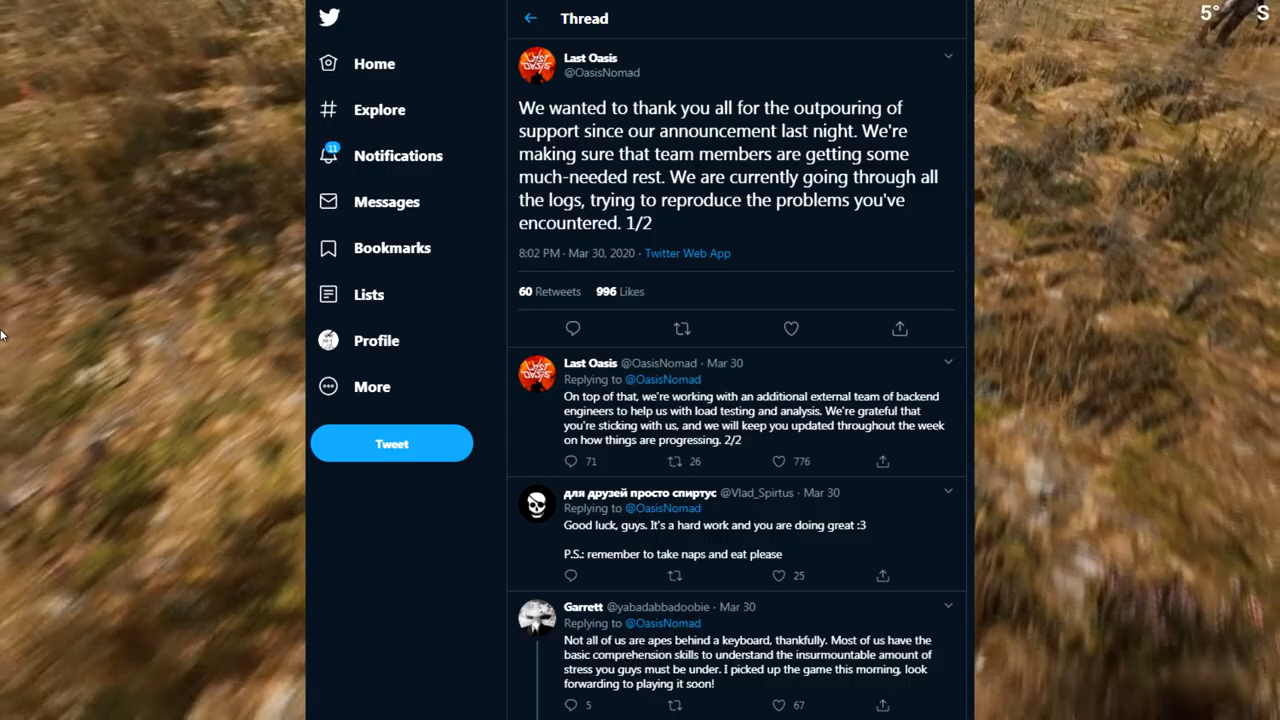 5° S
Thread
Home
Explore
11
Notifications
Messages
Bookmarks
Lists
Profile
More
Tweet
Last Oasis
@OasisNomad
We wanted to thank you all for the outpouring of
support since our announcement last night. We're
making sure that team members are getting some
much-needed rest. We are currently going through all
the logs, trying to reproduce the problems you've
encountered. 1/2
8:02 PM · Mar 30, 2020 · Twitter Web App
60 Retweets 996 Likes
Last Oasis @OasisNomad · Mar 30
Replying to @OasisNomad
On top of that, we're working with an additional external team of backend
engineers to help us with load testing and analysis. We're grateful that
you're sticking with us, and we will keep you updated throughout the week
on how things are progressing. 2/2
71 26 776
для друзей просто спиртус @Vlad_Spirtus · Mar 30
Replying to @OasisNomad
Good luck, guys. It's a hard work and you are doing great :3
P.S.: remember to take naps and eat please
25
Garrett @yabadabbadoobie · Mar 30
Replying to @OasisNomad
Not all of us are apes behind a keyboard, thankfully. Most of us have the
basic comprehension skills to understand the insurmountable amount of
stress you guys must be under. I picked up the game this morning, look
forwarding to playing it soon!
5 67